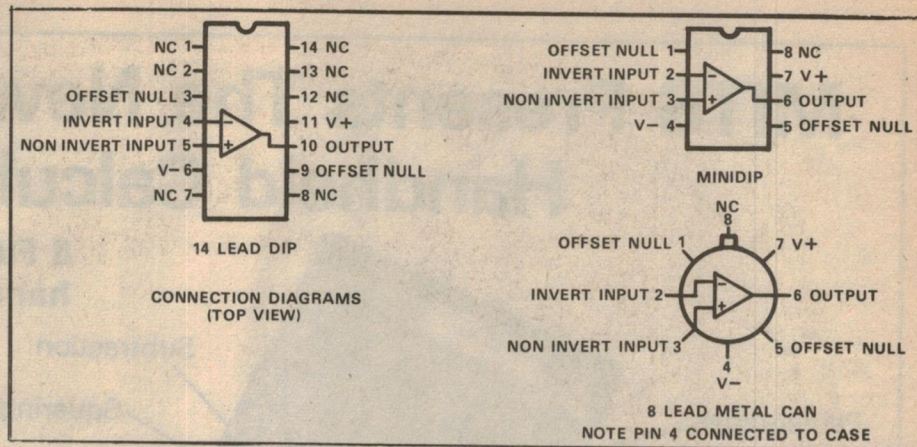 NC 1
NC 2
OFFSET NULL 3
INVERT INPUT 4
NON INVERT INPUT 5
V- 6
NC 7
14 NC
13 NC
12 NC
11 V+
10 OUTPUT
9 OFFSET NULL
8 NC
- +
14 LEAD DIP
CONNECTION DIAGRAMS
(TOP VIEW)
OFFSET NULL 1
INVERT INPUT 2
NON INVERT INPUT 3
V- 4
8 NC
7 V+
6 OUTPUT
5 OFFSET NULL
- +
MINIDIP
NC
8
OFFSET NULL 1
7 V+
INVERT INPUT 2
6 OUTPUT
NON INVERT INPUT 3
5 OFFSET NULL
4
V-
- +
8 LEAD METAL CAN
NOTE PIN 4 CONNECTED TO CASE
Handheld Calcul
Subtraction
Squaring